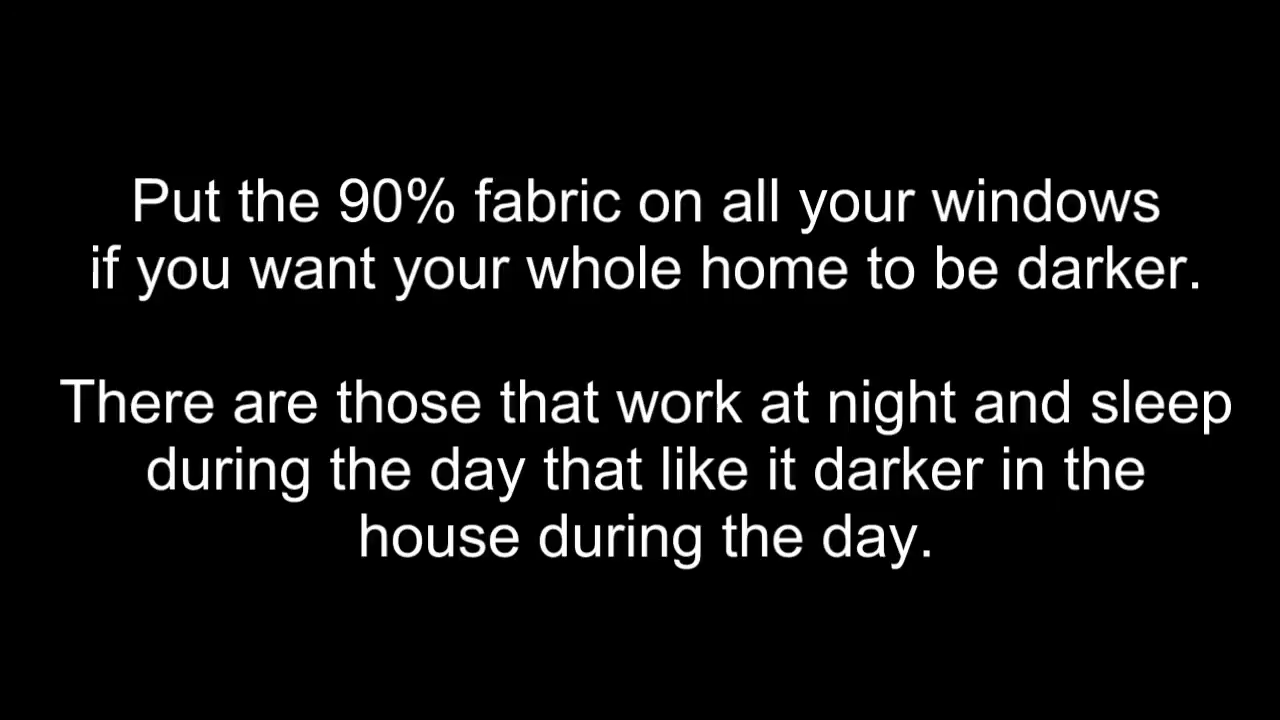 Put the 90% fabric on all your windows
if you want your whole home to be darker.
There are those that work at night and sleep
during the day that like it darker in the
house during the day.